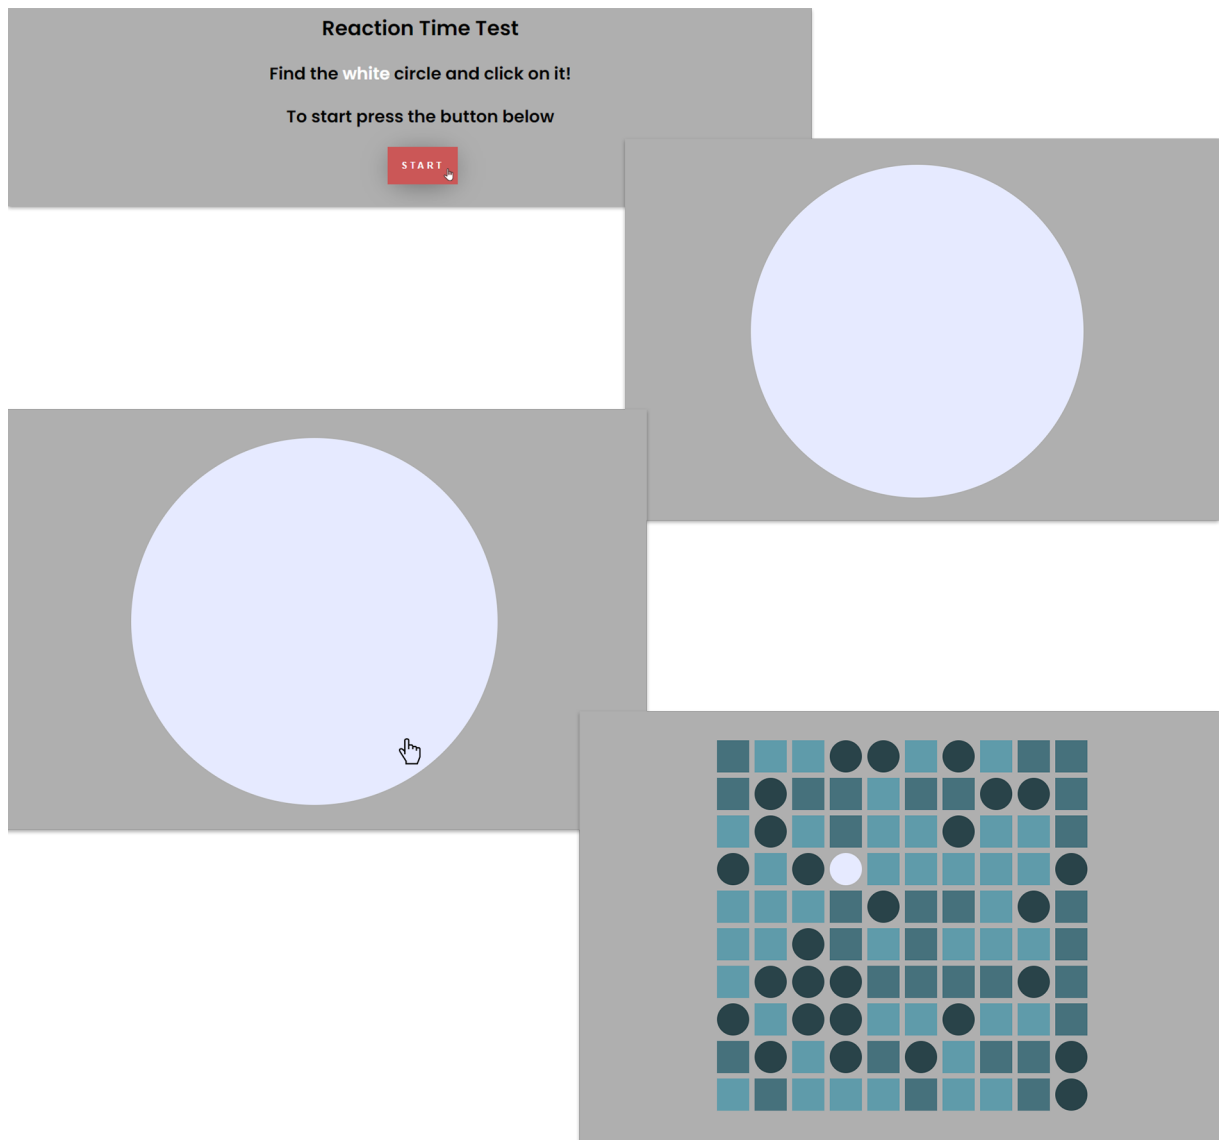 Reaction Time Test
Find the white circle and click on it!
To start press the button below
START